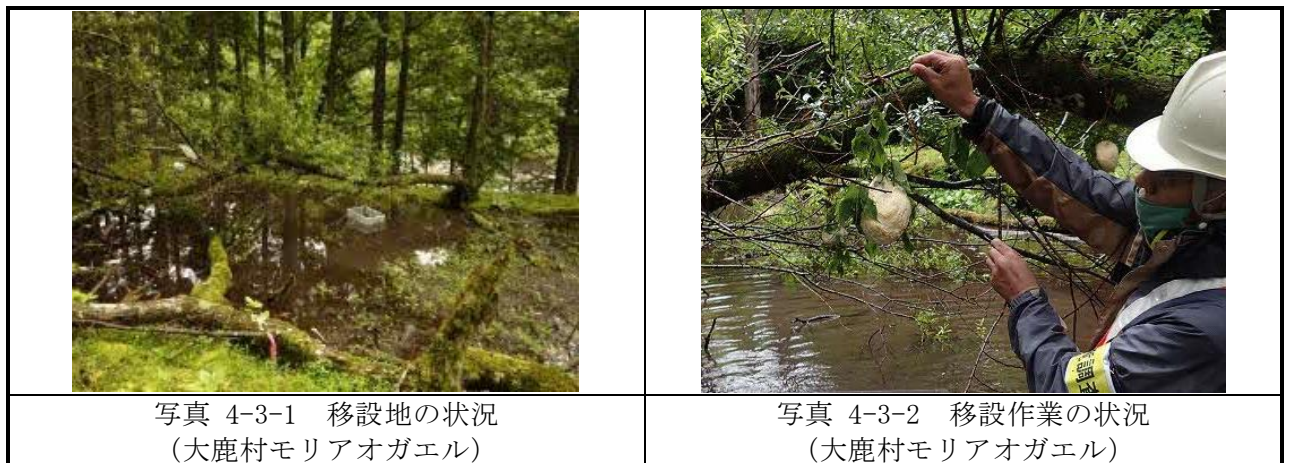 写真 4-3-1 移設地の状況
（大鹿村モリアオガエル）
写真 4-3-2 移設作業の状況
（大鹿村モリアオガエル）
調査